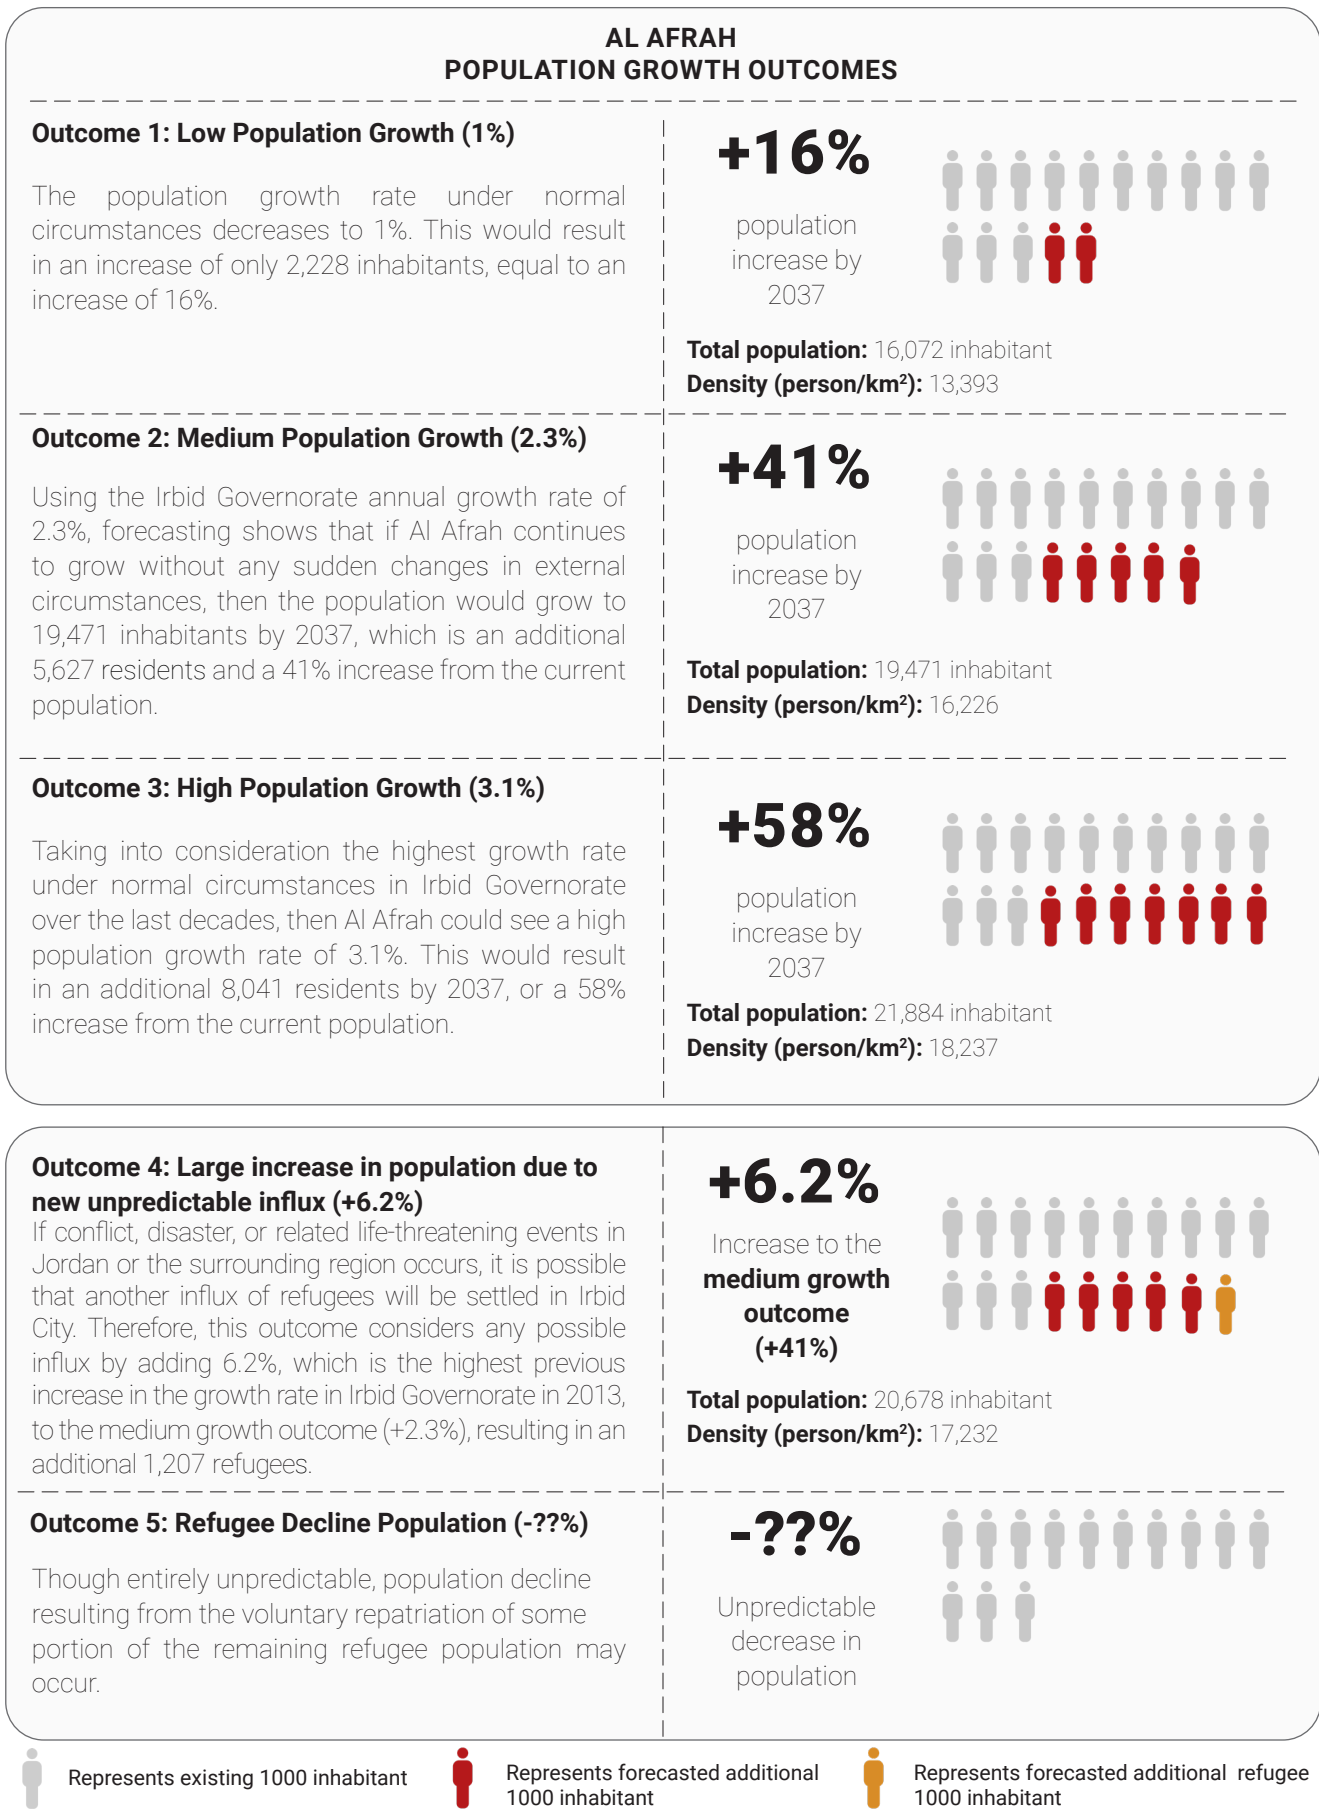 AL AFRAH
POPULATION GROWTH OUTCOMES
Outcome 1: Low Population Growth (1%)
The population growth rate under normal
circumstances decreases to 1%. This would result
in an increase of only 2,228 inhabitants, equal to an
increase of 16%.
+16%
population
increase by
2037
Total population: 16,072 inhabitant
Density (person/km²): 13,393
Outcome 2: Medium Population Growth (2.3%)
Using the Irbid Governorate annual growth rate of
2.3%, forecasting shows that if Al Afrah continues
to grow without any sudden changes in external
circumstances, then the population would grow to
19,471 inhabitants by 2037, which is an additional
5,627 residents and a 41% increase from the current
population.
+41%
population
increase by
2037
Total population: 19,471 inhabitant
Density (person/km²): 16,226
Outcome 3: High Population Growth (3.1%)
Taking into consideration the highest growth rate
under normal circumstances in Irbid Governorate
over the last decades, then Al Afrah could see a high
population growth rate of 3.1%. This would result
in an additional 8,041 residents by 2037, or a 58%
increase from the current population.
+58%
population
increase by
2037
Total population: 21,884 inhabitant
Density (person/km²): 18,237
Outcome 4: Large increase in population due to
new unpredictable influx (+6.2%)
If conflict, disaster, or related life-threatening events in
Jordan or the surrounding region occurs, it is possible
that another influx of refugees will be settled in Irbid
City. Therefore, this outcome considers any possible
influx by adding 6.2%, which is the highest previous
increase in the growth rate in Irbid Governorate in 2013,
to the medium growth outcome (+2.3%), resulting in an
additional 1,207 refugees.
+6.2%
Increase to the
medium growth
outcome
(+41%)
Total population: 20,678 inhabitant
Density (person/km²): 17,232
Outcome 5: Refugee Decline Population (-??%)
Though entirely unpredictable, population decline
resulting from the voluntary repatriation of some
portion of the remaining refugee population may
occur.
-??%
Unpredictable
decrease in
population
Represents existing 1000 inhabitant
Represents forecasted additional
1000 inhabitant
Represents forecasted additional refugee
1000 inhabitant